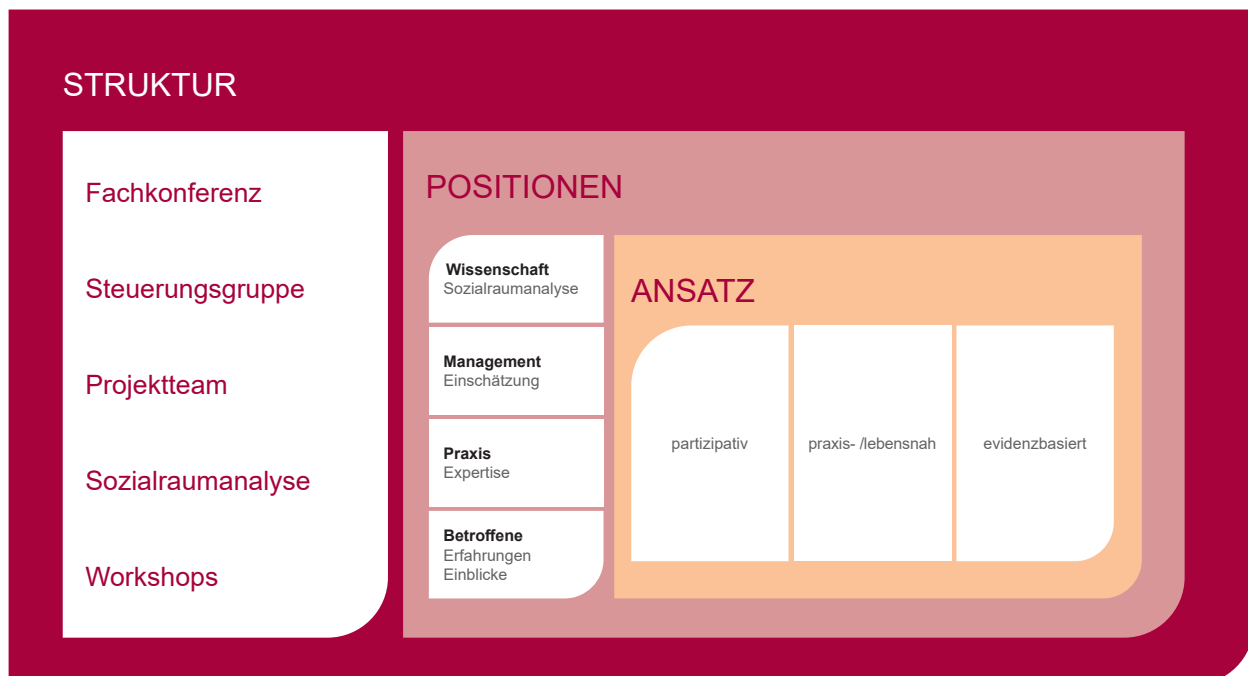 STRUKTUR
Fachkonferenz
Steuerungsgruppe
Projektteam
Sozialraumanalyse
Workshops
POSITIONEN
Wissenschaft
Sozialraumanalyse
Management
Einschätzung
Praxis
Expertise
Betroffene
Erfahrungen
Einblicke
ANSATZ
partizipativ
praxis- /lebensnah
evidenzbasiert